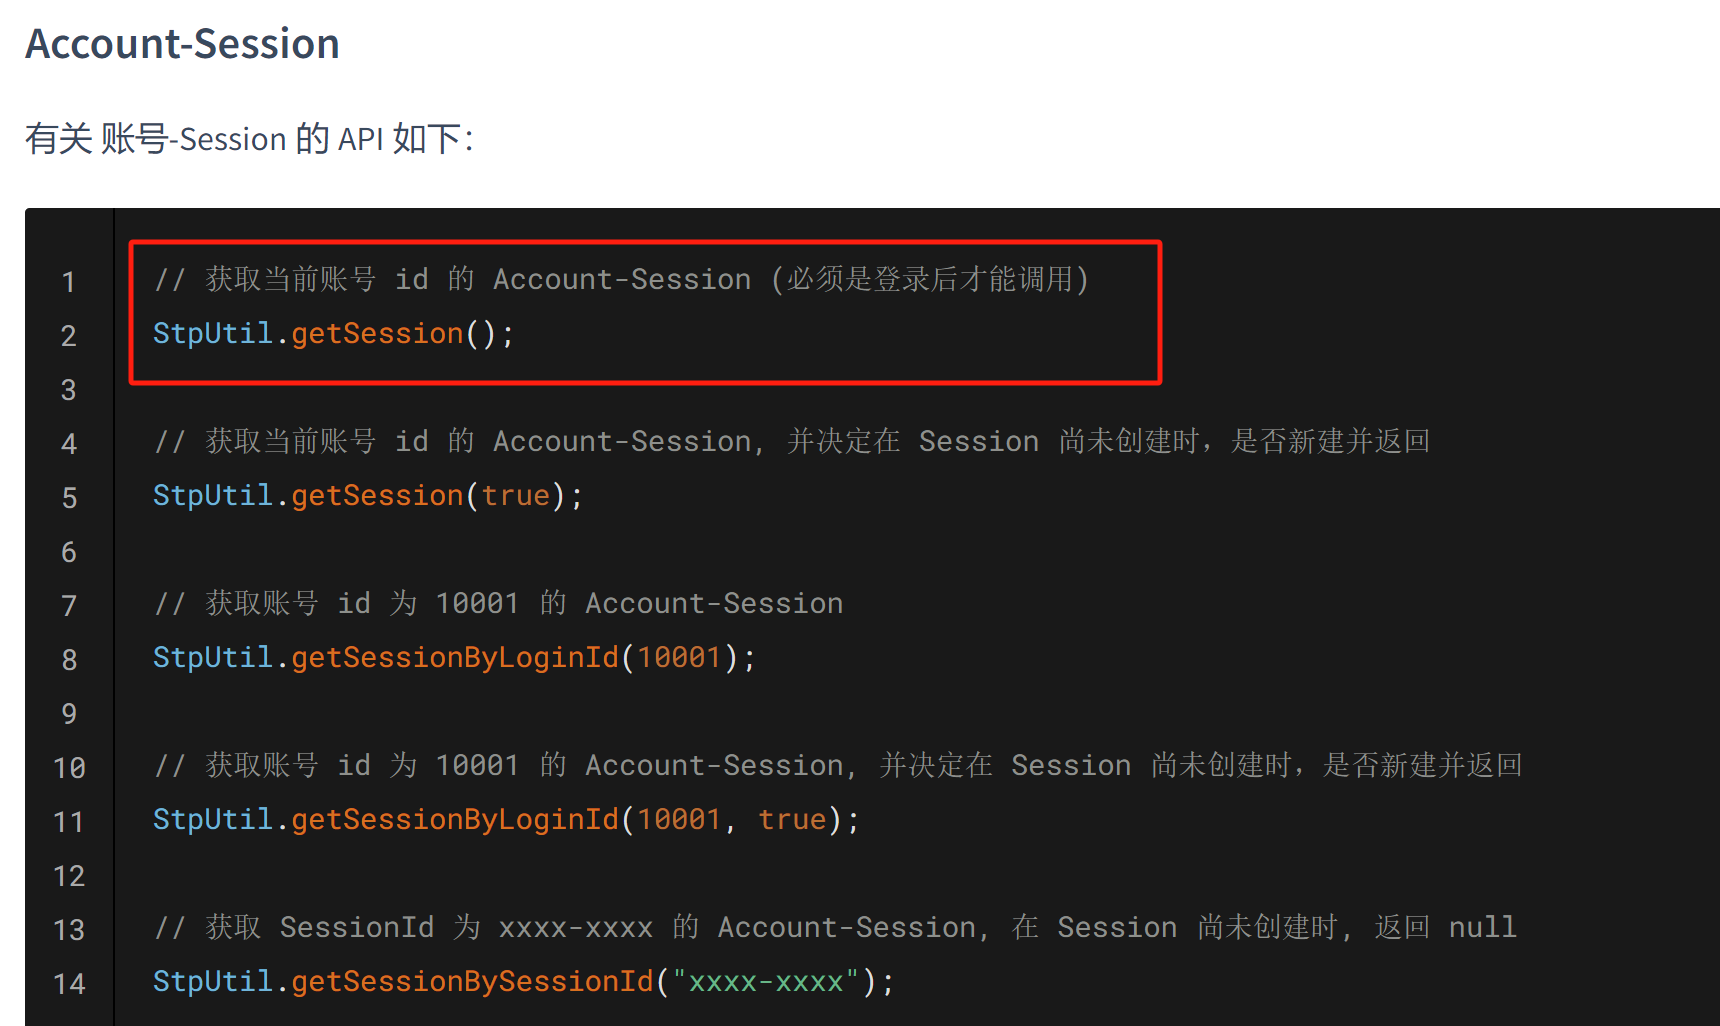 Account-Session
有关 账号-Session 的 API 如下：
1 // 获取当前账号 id 的 Account-Session (必须是登录后才能调用)
2 StpUtil.getSession();
3
4 // 获取当前账号 id 的 Account-Session, 并决定在 Session 尚未创建时，是否新建并返回
5 StpUtil.getSession(true);
6
7 // 获取账号 id 为 10001 的 Account-Session
8 StpUtil.getSessionByLoginId(10001);
9
10 // 获取账号 id 为 10001 的 Account-Session, 并决定在 Session 尚未创建时，是否新建并返回
11 StpUtil.getSessionByLoginId(10001, true);
12
13 // 获取 SessionId 为 xxxx-xxxx 的 Account-Session, 在 Session 尚未创建时, 返回 null
14 StpUtil.getSessionBySessionId("xxxx-xxxx");